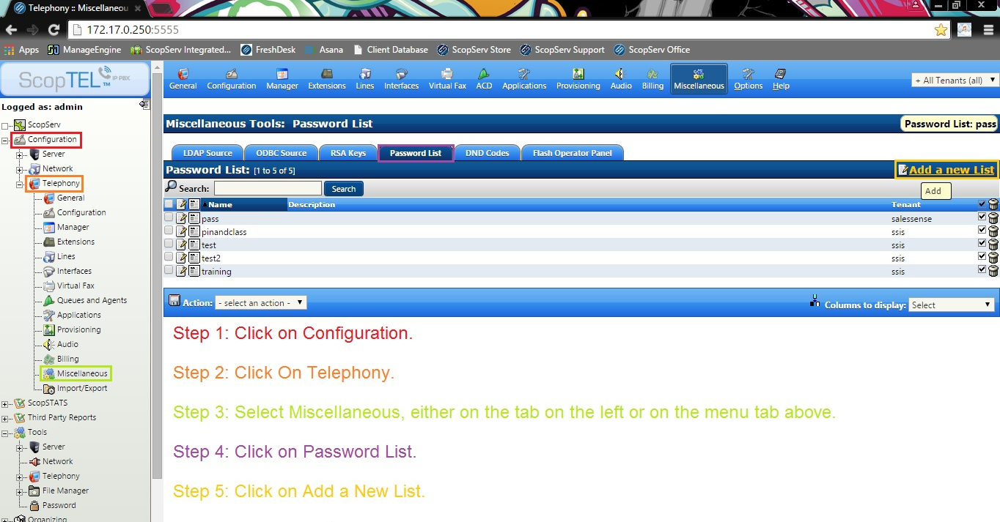 Telephony :: Miscellaneou
172.17.0.250:5555
Apps ManageEngine ScopServ Integrated... FreshDesk Asana Client Database ScopServ Store ScopServ Support ScopServ Office
ScopTEL IP PBX TM
General Configuration Manager Extensions Lines Interfaces Virtual Fax ACD Applications Provisioning Audio Billing Miscellaneous Options Help
+ All Tenants (all)
Logged as: admin
ScopServ
Configuration
Server
Network
Telephony
General
Configuration
Manager
Extensions
Lines
Interfaces
Virtual Fax
Queues and Agents
Applications
Provisioning
Audio
Billing
Miscellaneous
Import/Export
ScopSTATS
Third Party Reports
Tools
Server
Network
Telephony
File Manager
Password
Organizing
Miscellaneous Tools: Password List
Password List: pass
LDAP Source ODBC Source RSA Keys Password List DND Codes Flash Operator Panel
Password List: [1 to 5 of 5]
Add a new List
Search: Search
Add
Name Description Tenant
pass salessense
pinandclass ssis
test ssis
test2 ssis
training ssis
Action: - select an action -
Columns to display: Select
Step 1: Click on Configuration.
Step 2: Click On Telephony.
Step 3: Select Miscellaneous, either on the tab on the left or on the menu tab above.
Step 4: Click on Password List.
Step 5: Click on Add a New List.